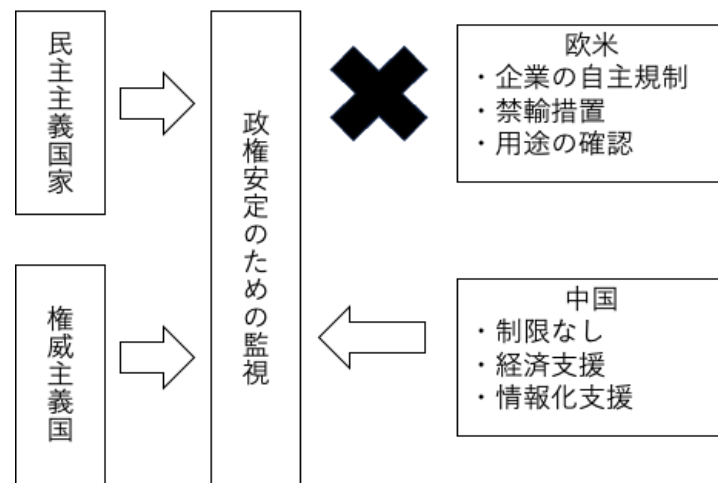 民主主義国家
権威主義国
政権安定のための監視
欧米
・企業の自主規制
・禁輸措置
・用途の確認
中国
・制限なし
・経済支援
・情報化支援